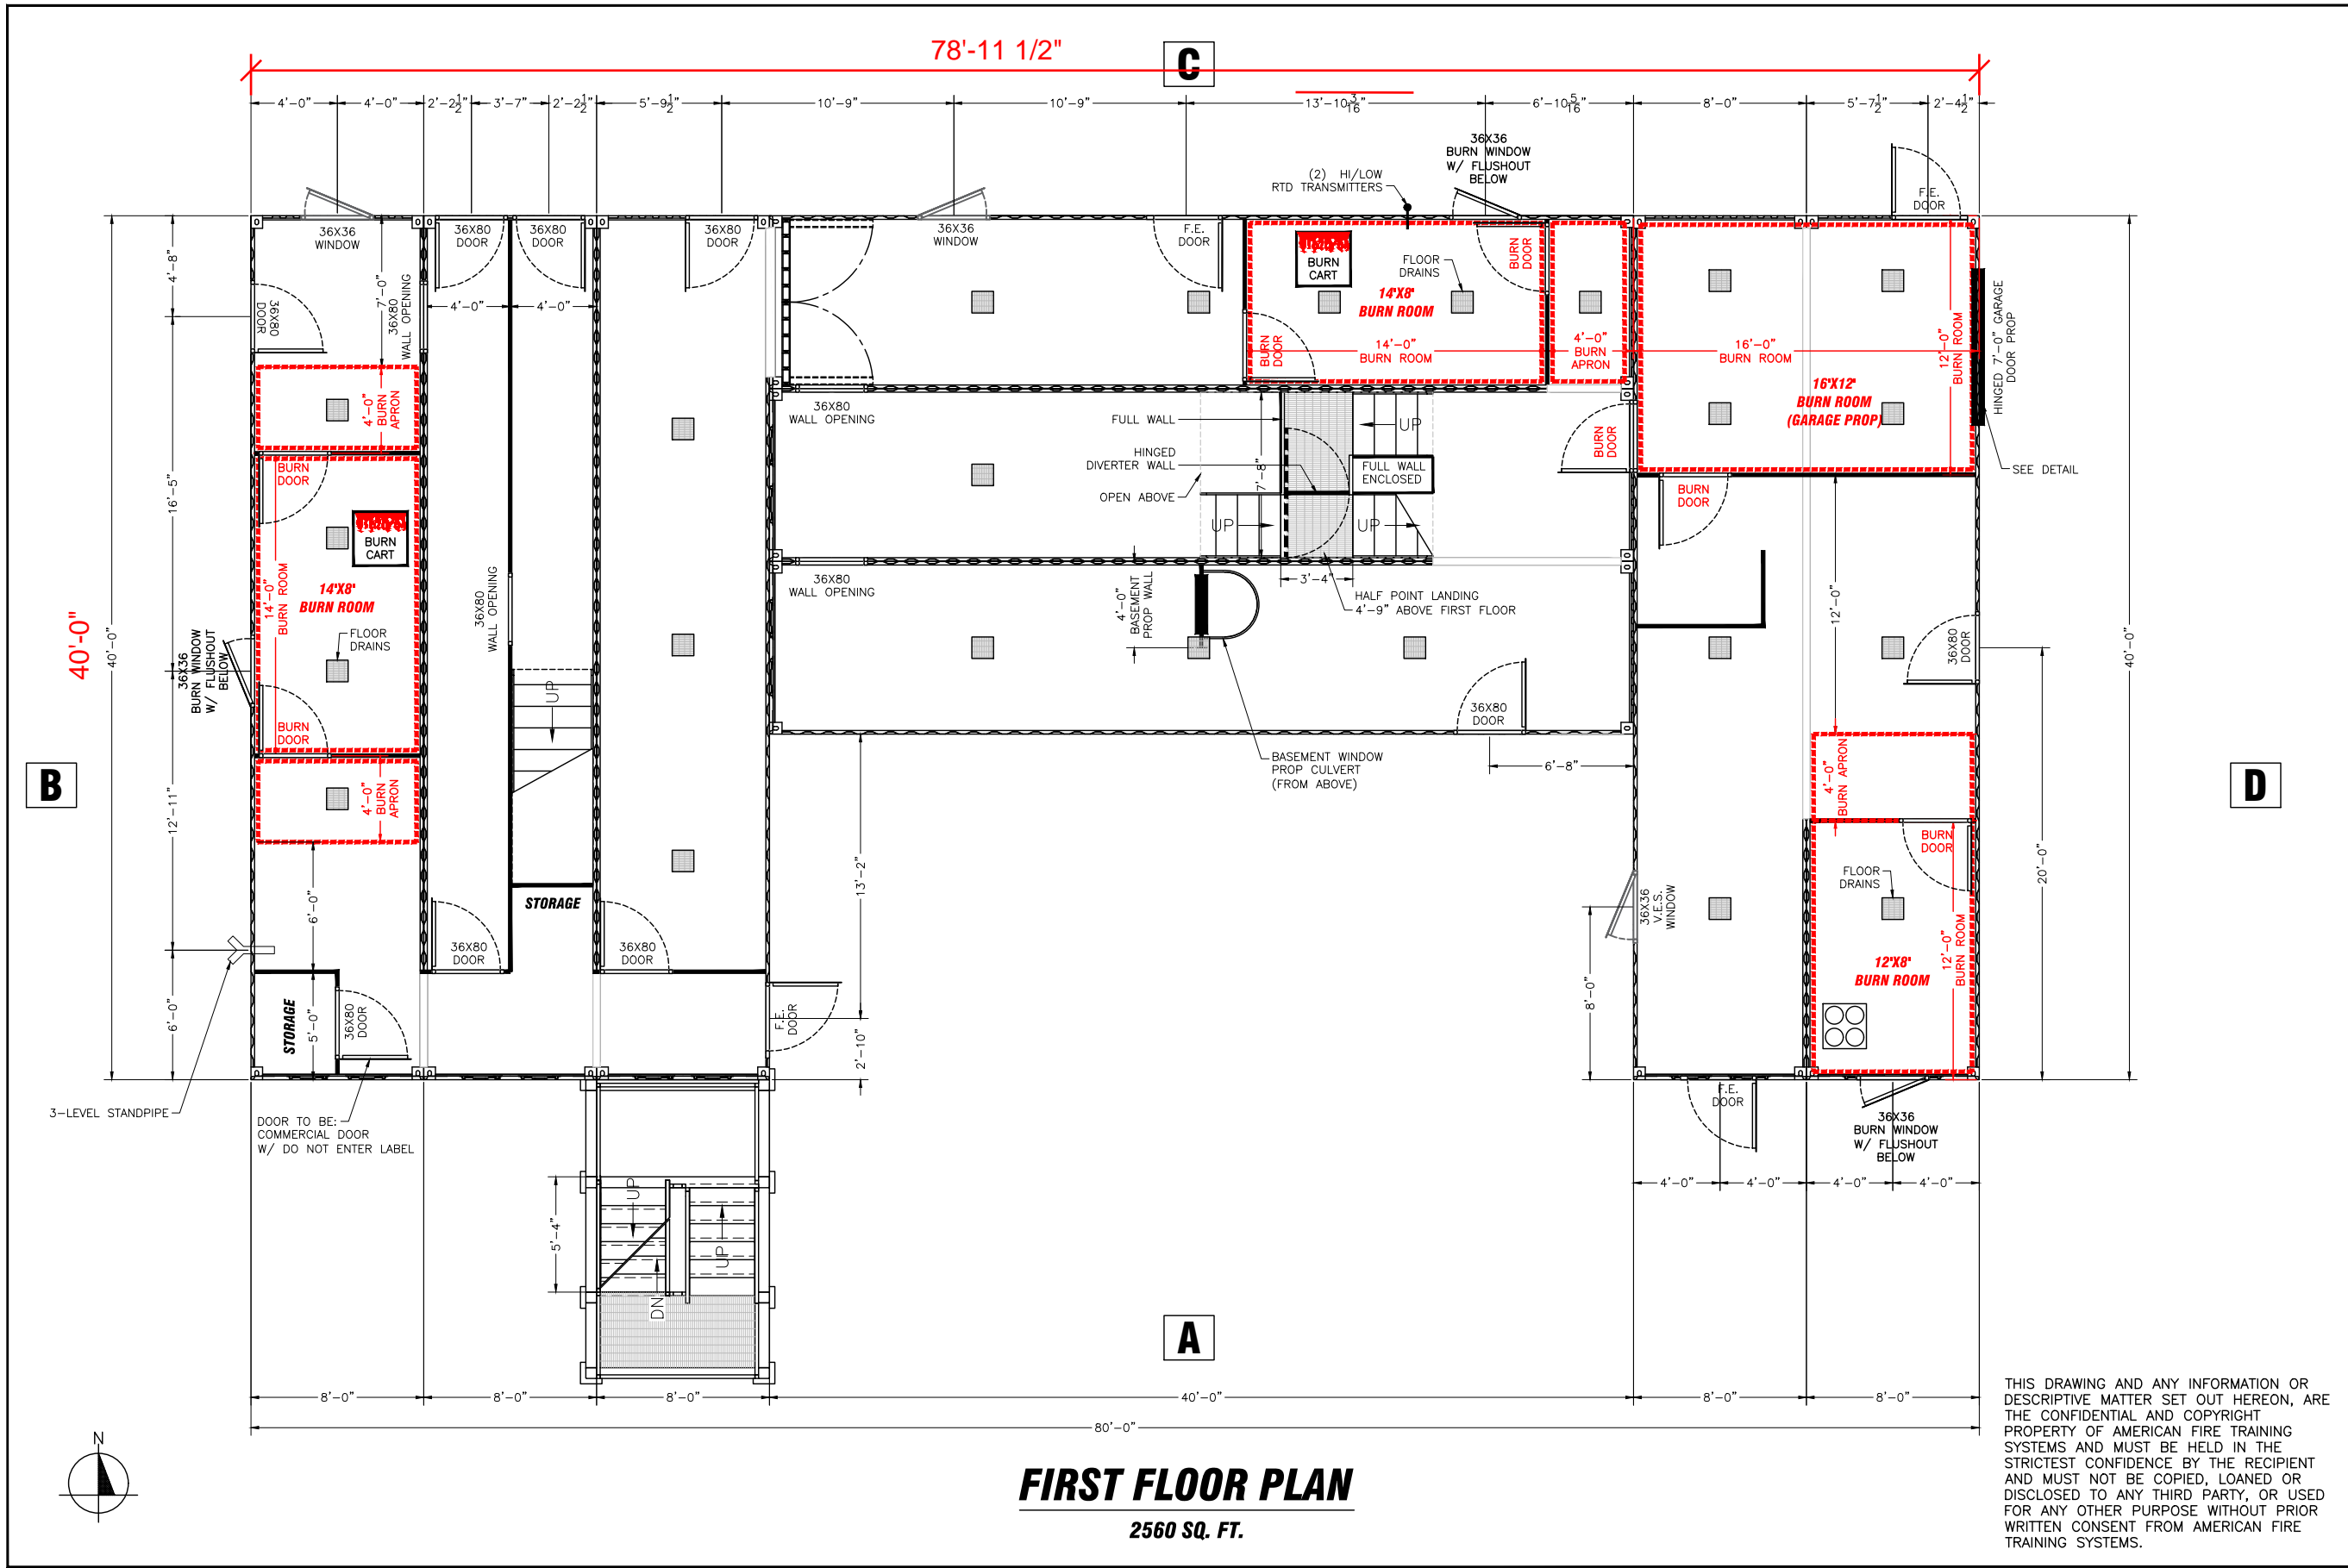 78'-11 1/2"
C
4'-0"
4'-0"
2'-2½"
3'-7"
2'-2½"
5'-9½"
10'-9"
10'-9"
13'-10 3/16"
6'-10 5/16"
8'-0"
5'-7½"
2'-4½"
36X36
BURN WINDOW
W/ FLUSHOUT
BELOW
(2) HI/LOW
RTD TRANSMITTERS
F.E.
DOOR
36X36
WINDOW
36X80
DOOR
36X80
DOOR
36X80
DOOR
36X36
WINDOW
F.E.
DOOR
BURN
CART
FLOOR
DRAINS
BURN
DOOR
14'X8'
BURN ROOM
14'-0"
BURN ROOM
BURN
DOOR
4'-0"
BURN
APRON
16'-0"
BURN ROOM
12'-0"
BURN ROOM
16'X12'
BURN ROOM
(GARAGE PROP)
HINGED 7'-0" GARAGE
DOOR PROP
SEE DETAIL
4'-8"
36X80
DOOR
7'-0"
36X80
WALL OPENING
4'-0"
4'-0"
4'-0"
BURN
APRON
16'-5"
BURN
DOOR
BURN
CART
14'X8'
BURN ROOM
14'-0"
BURN ROOM
FLOOR
DRAINS
BURN
DOOR
36X36
BURN WINDOW
W/ FLUSHOUT
BELOW
40'-0"
40'-0"
B
4'-0"
BURN
APRON
12'-11"
6'-0"
6'-0"
5'-0"
STORAGE
36X80
DOOR
3-LEVEL STANDPIPE
DOOR TO BE:
COMMERCIAL DOOR
W/ DO NOT ENTER LABEL
36X80
WALL OPENING
UP
STORAGE
36X80
DOOR
36X80
DOOR
36X80
WALL OPENING
36X80
WALL OPENING
FULL WALL
HINGED
DIVERTER WALL
OPEN ABOVE
7'-8"
UP
FULL WALL
ENCLOSED
UP
UP
3'-4"
HALF POINT LANDING
4'-9" ABOVE FIRST FLOOR
4'-0"
BASEMENT
PROP WALL
BASEMENT WINDOW
PROP CULVERT
(FROM ABOVE)
36X80
DOOR
6'-8"
BURN
DOOR
BURN
DOOR
12'-0"
36X80
DOOR
40'-0"
20'-0"
D
4'-0"
BURN APRON
BURN
DOOR
FLOOR
DRAINS
12'X8'
BURN ROOM
12'-0"
BURN ROOM
36X36
V.E.S.
WINDOW
8'-0"
13'-2"
F.E.
DOOR
2'-10"
F.E.
DOOR
36X36
BURN WINDOW
W/ FLUSHOUT
BELOW
4'-0"
4'-0"
4'-0"
4'-0"
5'-4"
UP
UP
DN
A
8'-0"
8'-0"
8'-0"
40'-0"
8'-0"
8'-0"
80'-0"
N
FIRST FLOOR PLAN
2560 SQ. FT.
THIS DRAWING AND ANY INFORMATION OR
DESCRIPTIVE MATTER SET OUT HEREON, ARE
THE CONFIDENTIAL AND COPYRIGHT
PROPERTY OF AMERICAN FIRE TRAINING
SYSTEMS AND MUST BE HELD IN THE
STRICTEST CONFIDENCE BY THE RECIPIENT
AND MUST NOT BE COPIED, LOANED OR
DISCLOSED TO ANY THIRD PARTY, OR USED
FOR ANY OTHER PURPOSE WITHOUT PRIOR
WRITTEN CONSENT FROM AMERICAN FIRE
TRAINING SYSTEMS.